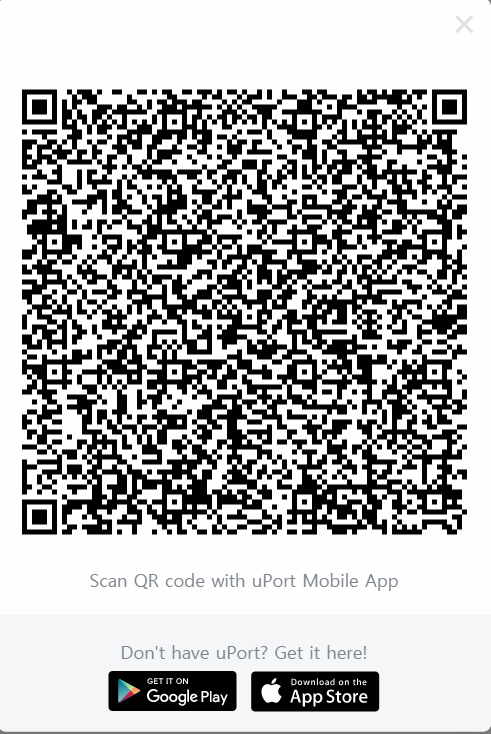 Scan QR code with uPort Mobile App
Don't have uPort? Get it here!
GET IT ON
Google Play
Download on the
App Store